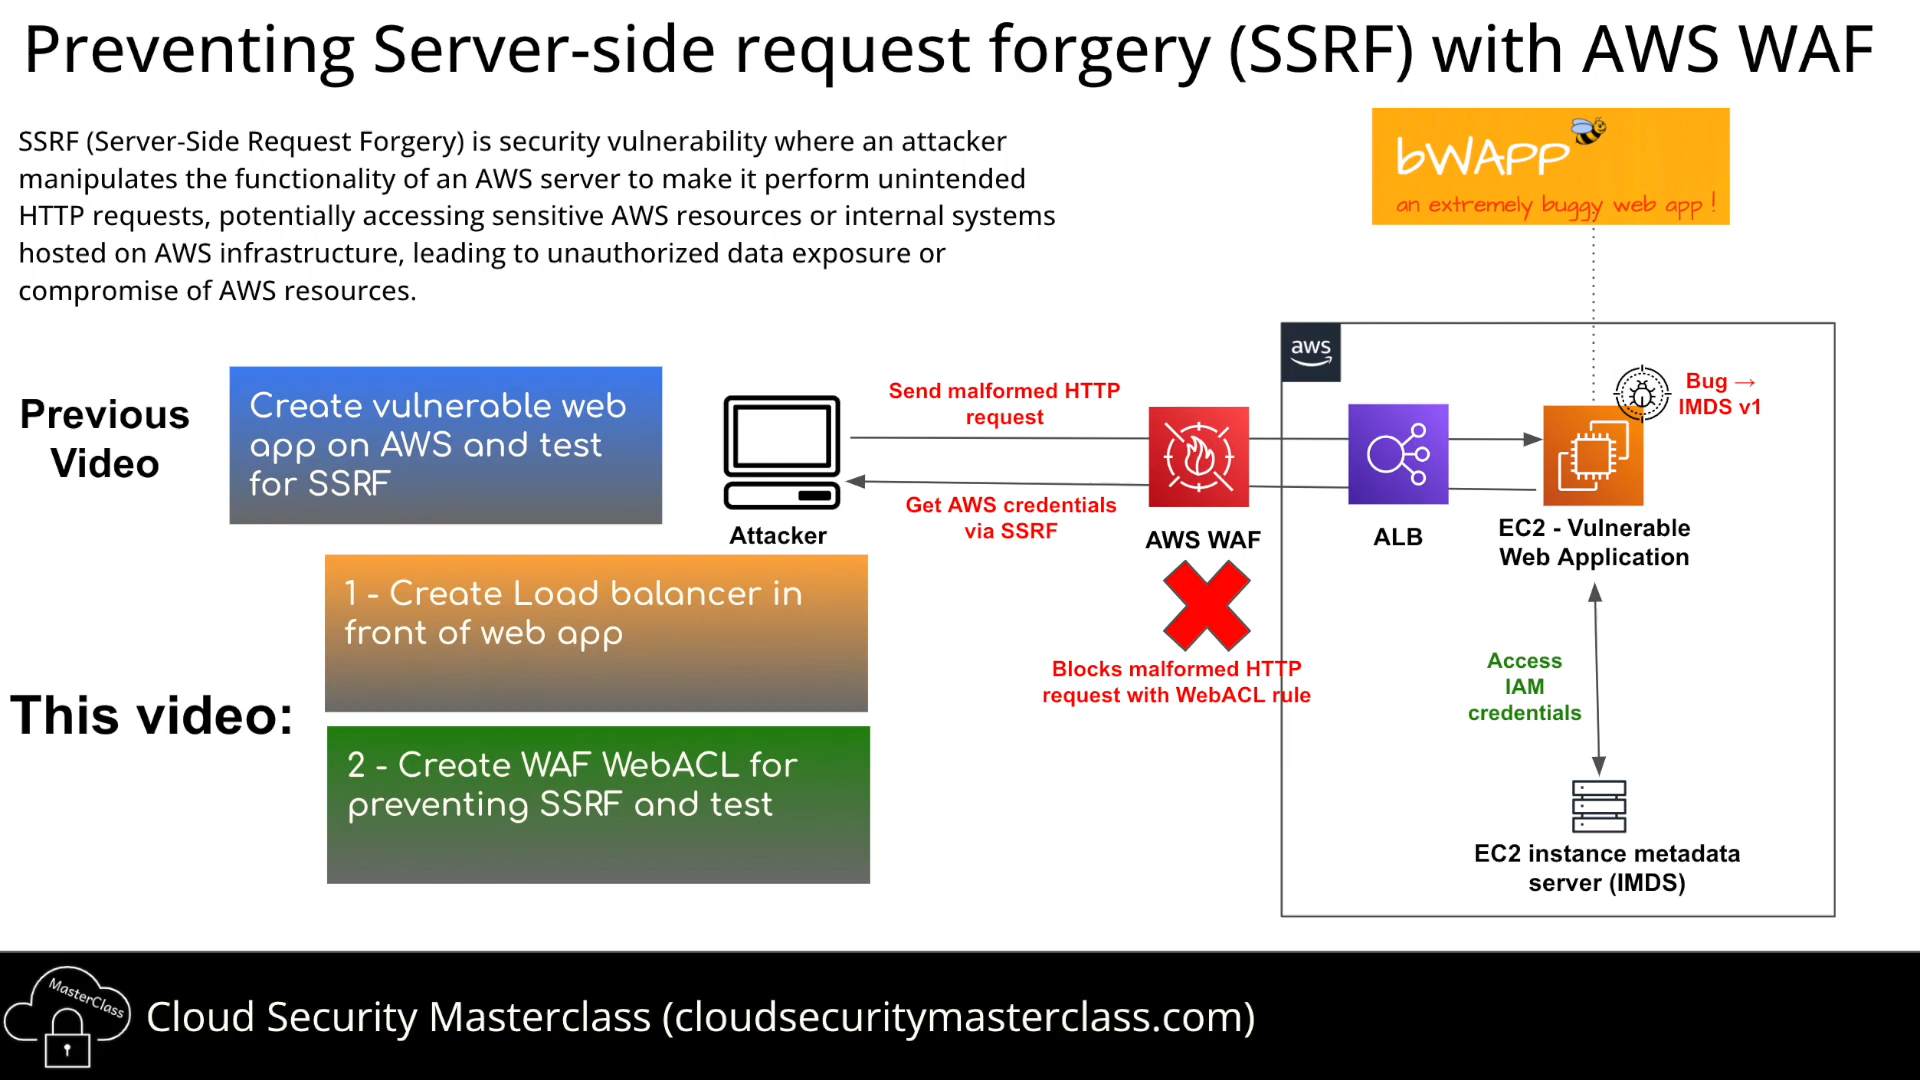 Preventing Server-side request forgery (SSRF) with AWS WAF
SSRF (Server-Side Request Forgery) is security vulnerability where an attacker
manipulates the functionality of an AWS server to make it perform unintended
HTTP requests, potentially accessing sensitive AWS resources or internal systems
hosted on AWS infrastructure, leading to unauthorized data exposure or
compromise of AWS resources.
bWAPP
an extremely buggy web app !
Previous
Video
Create vulnerable web
app on AWS and test
for SSRF
Attacker
Send malformed HTTP
request
Get AWS credentials
via SSRF
AWS WAF
Blocks malformed HTTP
request with WebACL rule
aws
ALB
Bug →
IMDS v1
EC2 - Vulnerable
Web Application
Access
IAM
credentials
EC2 instance metadata
server (IMDS)
This video:
1 - Create Load balancer in
front of web app
2 - Create WAF WebACL for
preventing SSRF and test
MasterClass
Cloud Security Masterclass (cloudsecuritymasterclass.com)